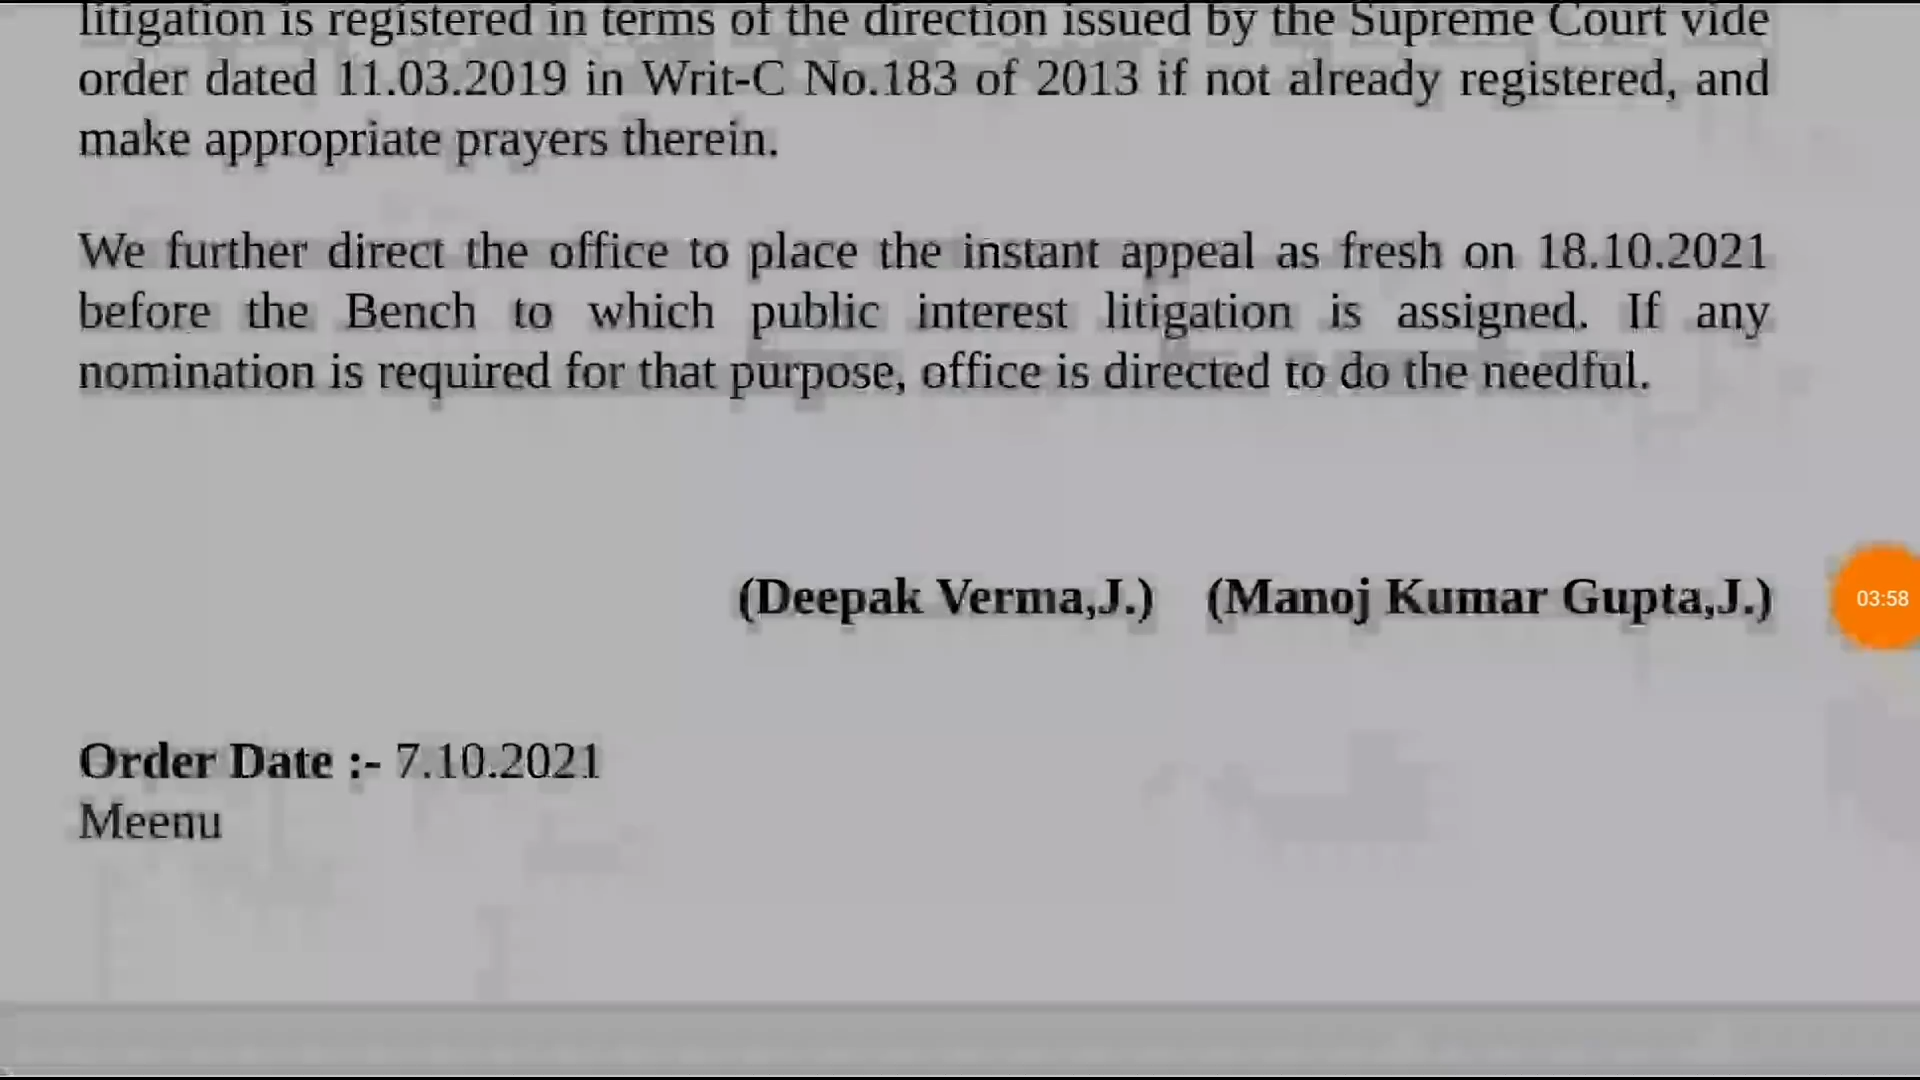 litigation is registered in terms of the direction issued by the Supreme Court vide
order dated 11.03.2019 in Writ-C No.183 of 2013 if not already registered, and
make appropriate prayers therein.
We further direct the office to place the instant appeal as fresh on 18.10.2021
before the Bench to which public interest litigation is assigned. If any
nomination is required for that purpose, office is directed to do the needful.
(Deepak Verma,J.) (Manoj Kumar Gupta,J.)
03:58
Order Date :- 7.10.2021
Meenu